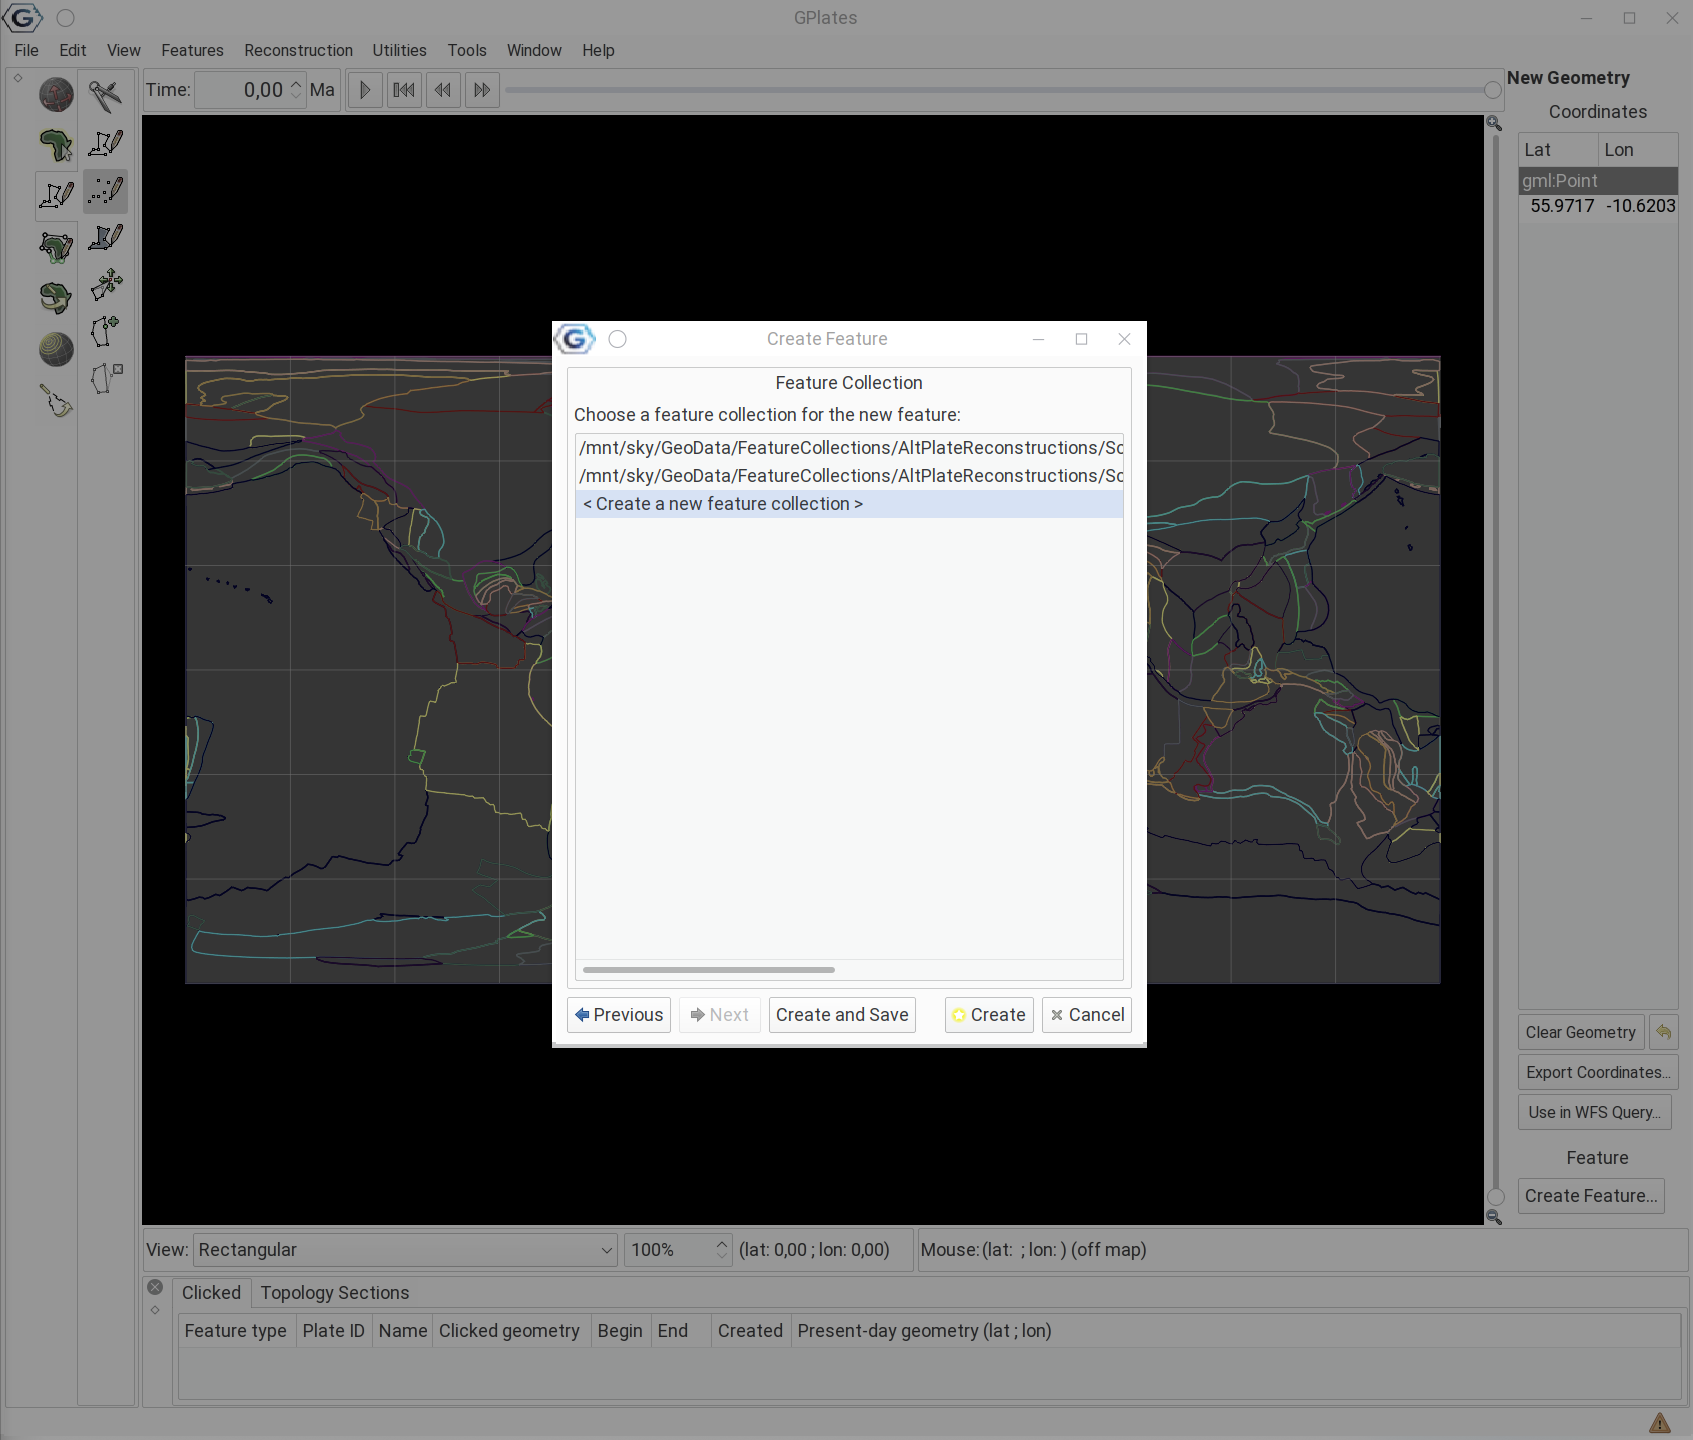 GPlates
File Edit View Features Reconstruction Utilities Tools Window Help
Time: 0,00 Ma
New Geometry
Coordinates
Lat Lon
gml:Point
55.9717 -10.6203
Create Feature
Feature Collection
Choose a feature collection for the new feature:
/mnt/sky/GeoData/FeatureCollections/AltPlateReconstructions/Sc
/mnt/sky/GeoData/FeatureCollections/AltPlateReconstructions/Sc
< Create a new feature collection >
Previous Next Create and Save Create Cancel
Clear Geometry
Export Coordinates...
Use in WFS Query...
Feature
Create Feature...
View: Rectangular 100% (lat: 0,00 ; lon: 0,00) Mouse: (lat: ; lon: ) (off map)
Clicked Topology Sections
Feature type Plate ID Name Clicked geometry Begin End Created Present-day geometry (lat ; lon)